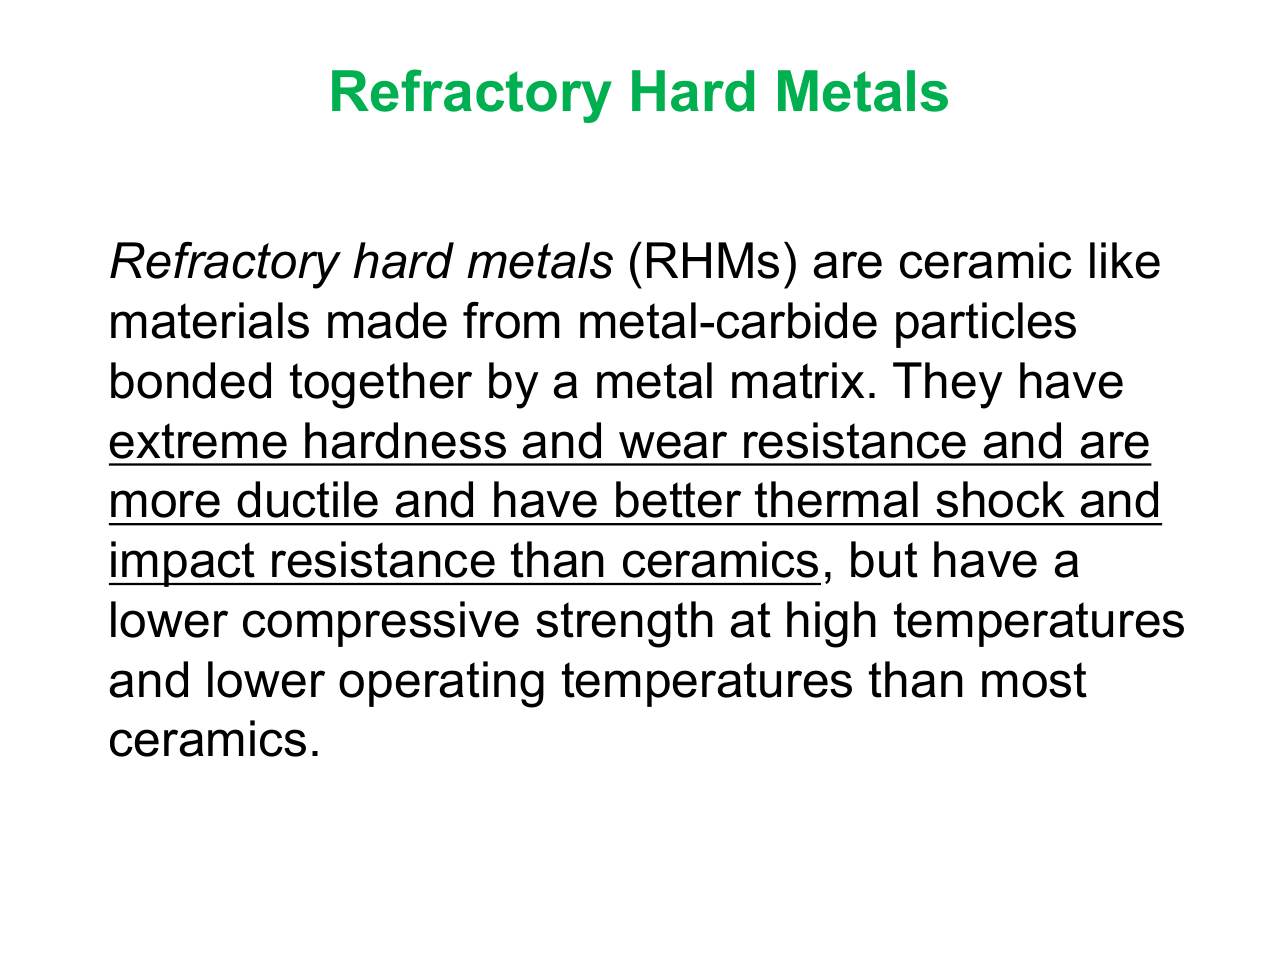 Refractory Hard Metals
Refractory hard metals (RHMs) are ceramic like
materials made from metal-carbide particles
bonded together by a metal matrix. They have
extreme hardness and wear resistance and are
more ductile and have better thermal shock and
impact resistance than ceramics, but have a
lower compressive strength at high temperatures
and lower operating temperatures than most
ceramics.